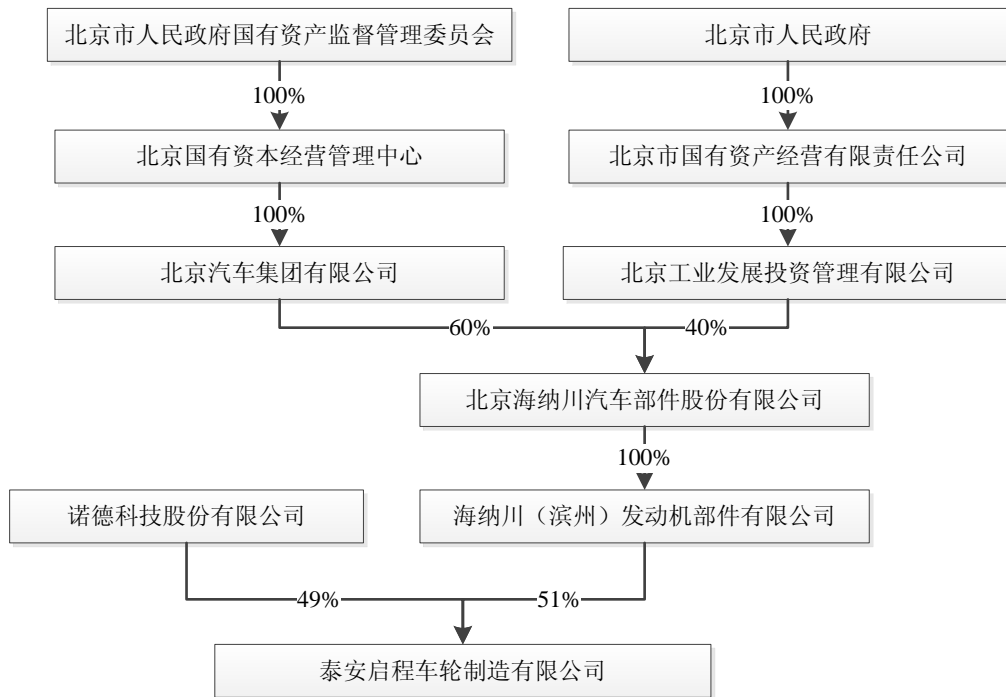 北京市人民政府国有资产监督管理委员会
北京市人民政府
100%
100%
北京国有资本经营管理中心
北京市国有资产经营有限责任公司
100%
100%
北京汽车集团有限公司
北京工业发展投资管理有限公司
60%
40%
北京海纳川汽车部件股份有限公司
100%
诺德科技股份有限公司
海纳川（滨州）发动机部件有限公司
49%
51%
泰安启程车轮制造有限公司